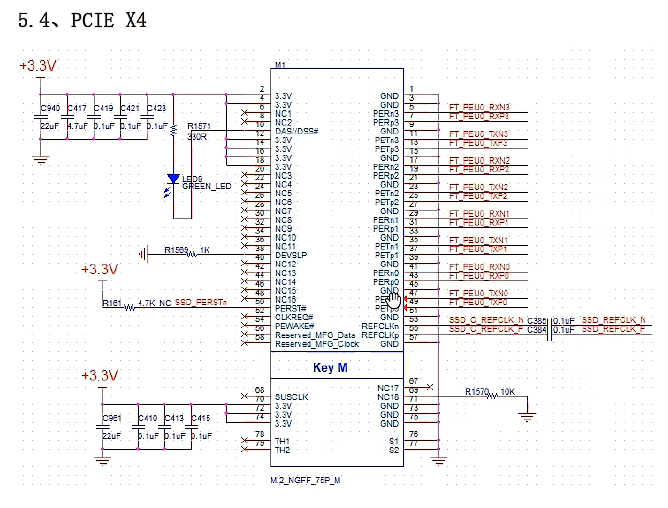 5.4、PCIE X4
M1
+3.3V
C940
C417
C419
C421
C423
22uF
4.7uF
0.1uF
0.1uF
0.1uF
R1571
330R
LED9
GREEN_LED
R1569
1K
+3.3V
R161
4.7K_NC
SSD_PERSTn
+3.3V
C961
C410
C413
C415
22uF
0.1uF
0.1uF
0.1uF
2 3.3V
4 3.3V
6 NC1
8 NC2
10 DAS//DSS#
12 3.3V
14 3.3V
16 3.3V
18 3.3V
20 NC3
22 NC4
24 NC5
26 NC6
28 NC7
30 NC8
32 NC9
34 NC10
36 NC11
38 DEVSLP
40 NC12
42 NC13
44 NC14
46 NC15
48 NC16
50 PERST#
52 CLKREQ#
54 PEWAKE#
56 Reserved_MFG_Data
58 Reserved_MFG_Clock
GND 1
GND 3
PERn3 5 FT_PEU0_RXN3
PERp3 7 FT_PEU0_RXP3
GND 9
PETn3 11 FT_PEU0_TXN3
PETp3 13 FT_PEU0_TXP3
GND 15
PERn2 17 FT_PEU0_RXN2
PERp2 19 FT_PEU0_RXP2
GND 21
PETn2 23 FT_PEU0_TXN2
PETp2 25 FT_PEU0_TXP2
GND 27
PERn1 29 FT_PEU0_RXN1
PERp1 31 FT_PEU0_RXP1
GND 33
PETn1 35 FT_PEU0_TXN1
PETp1 37 FT_PEU0_TXP1
GND 39
PERn0 41 FT_PEU0_RXN0
PERp0 43 FT_PEU0_RXP0
GND 45
47 FT_PEU0_TXN0
49 FT_PEU0_TXP0
GND 51
REFCLKn 53 SSD_C_REFCLK_N C385 0.1uF SSD_REFCLK_N
REFCLKp 55 SSD_C_REFCLK_P C384 0.1uF SSD_REFCLK_P
GND 57
Key M
68 SUSCLK
70 3.3V
72 3.3V
74 3.3V
78 TH1
79 TH2
NC17 67
NC18 69
GND 71
GND 73
GND 75
S1 76
S2 77
R1570
10K
M.2_NGFF_75P_M